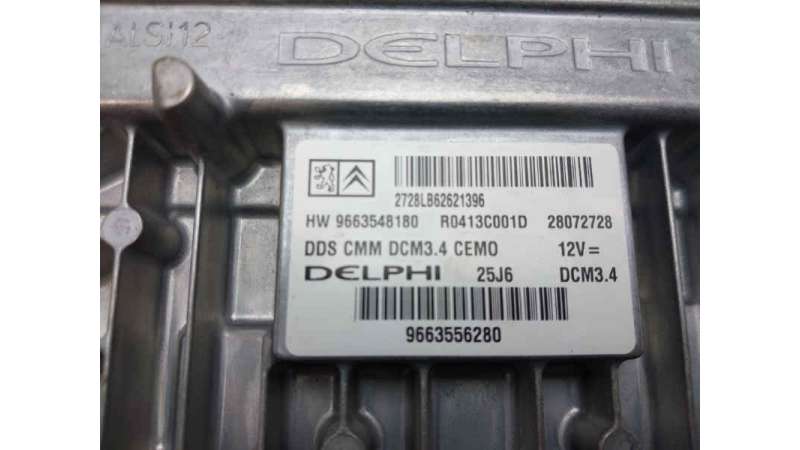 ALSI12
DELPHI
2728LB62621396
HW 9663548180 R0413C001D 28072728
DDS CMM DCM3.4 CEMO 12V=
DELPHI 25J6 DCM3.4
9663556280